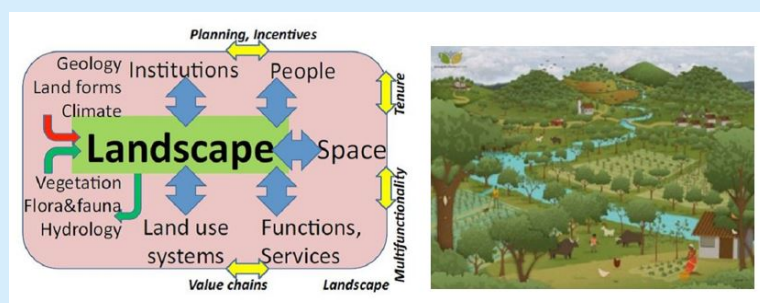 Planning, Incentives
Geology
Land forms
Climate
Institutions
People
Tenure
Landscape
Space
Vegetation
Flora&fauna
Hydrology
Land use
systems
Functions,
Services
Multifunctionality
Value chains
Landscape